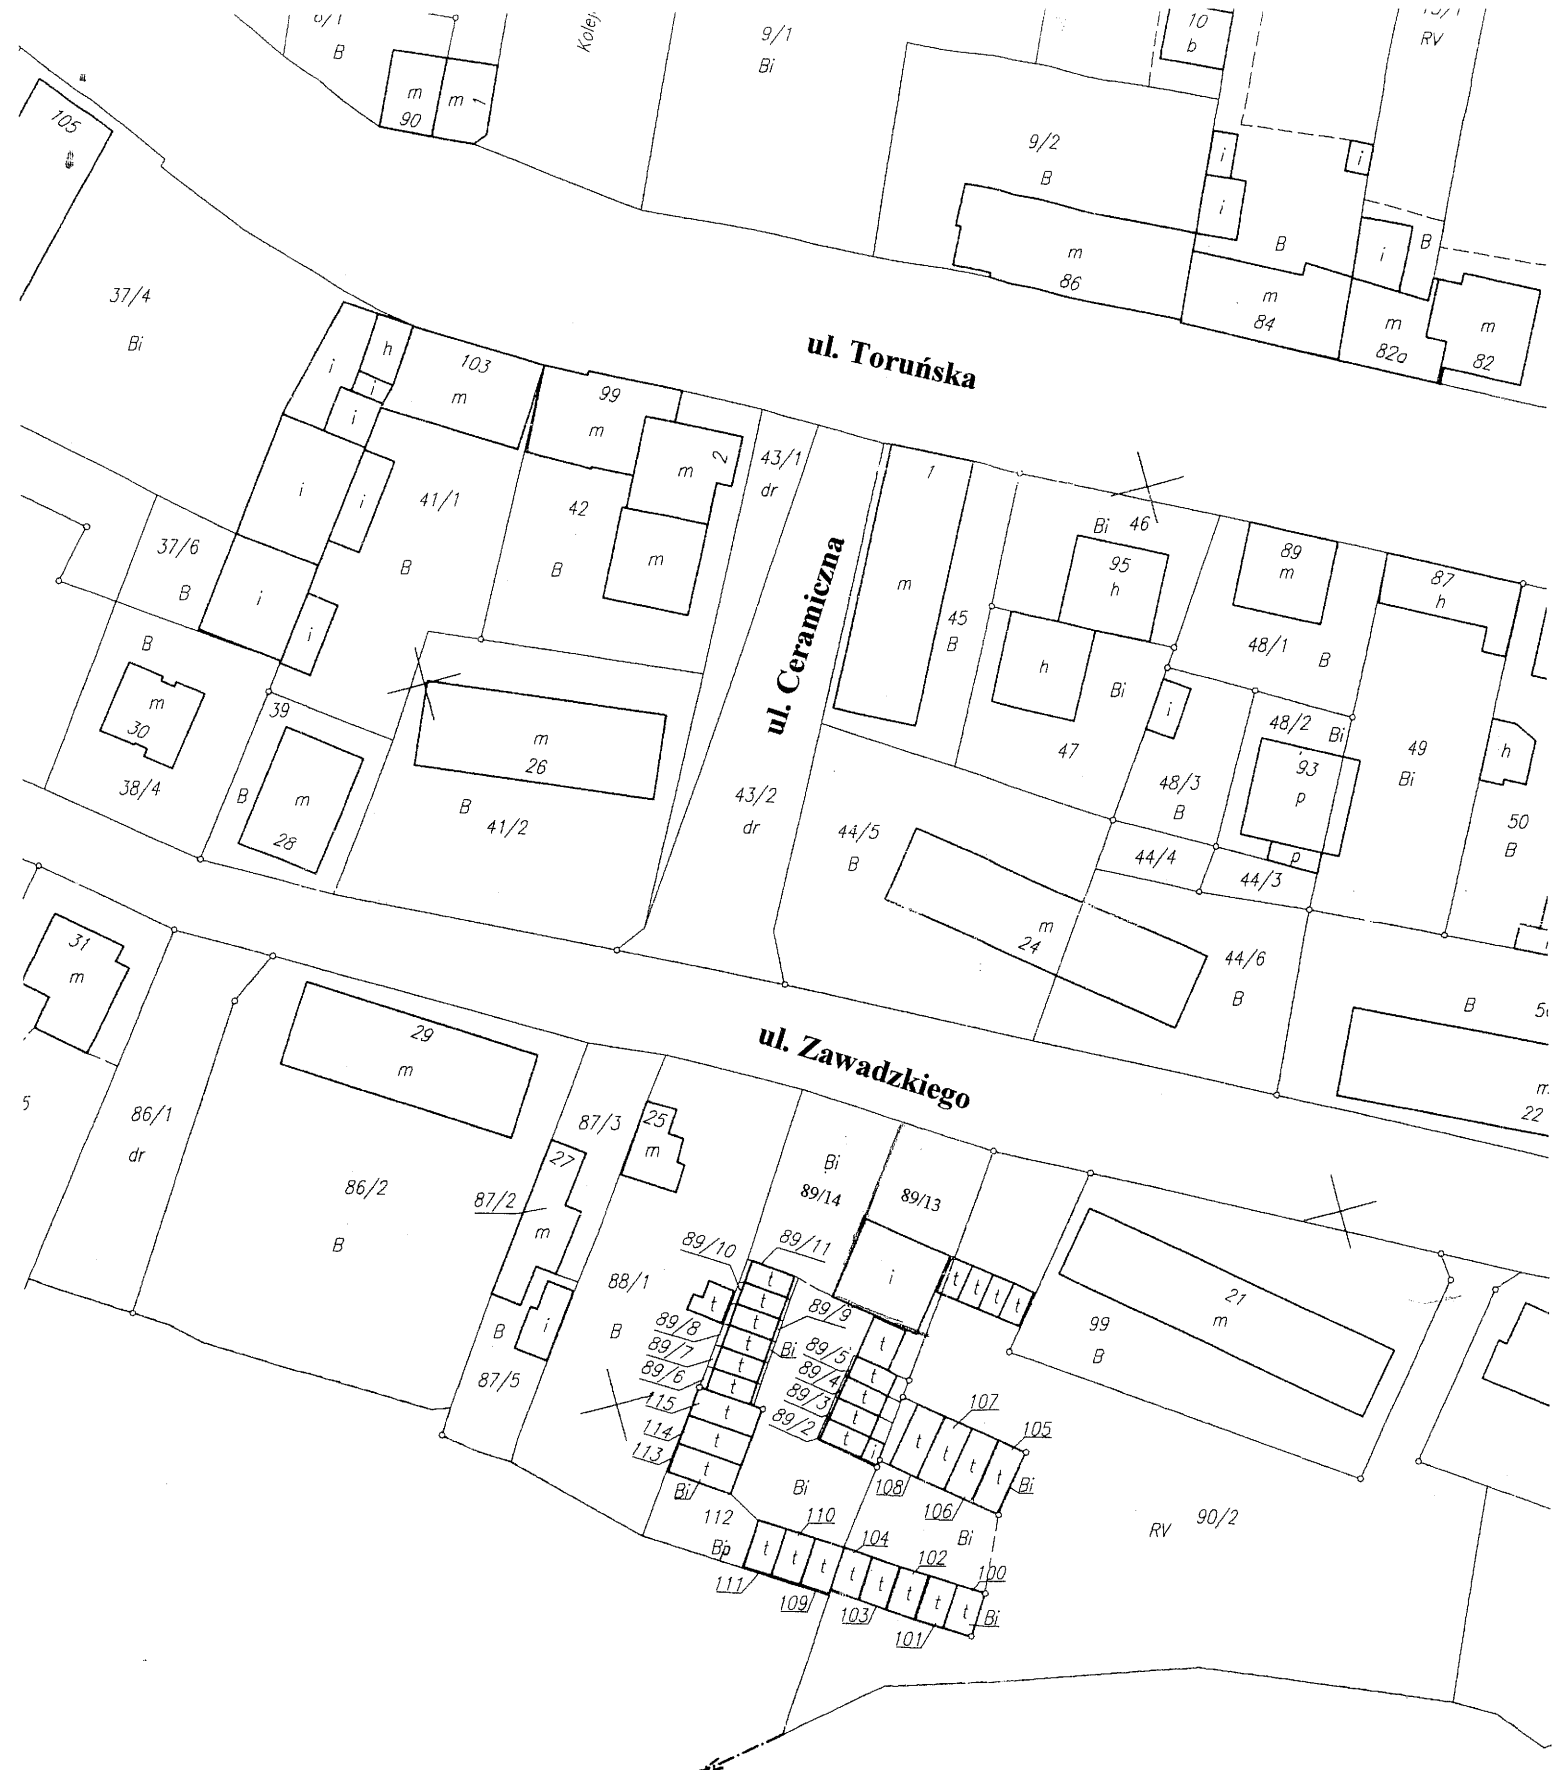 B
Kolej
9/1
Bi
10
b
RV
m
90
m
1
105
9/2
B
i
i
i
B
i
B
37/4
Bi
m
86
m
84
m
82a
m
82
ul. Toruńska
i
h
i
i
103
m
99
m
m
2
43/1
dr
1
m
Bi
46
95
h
89
m
87
h
i
i
41/1
B
42
B
m
37/6
B
i
i
ul. Ceramiczna
45
B
h
Bi
47
48/1
B
i
48/2
Bi
93
p
p
48/3
B
49
Bi
h
50
B
B
m
30
38/4
39
B
m
28
m
26
B
41/2
43/2
dr
44/5
B
44/4
44/3
m
24
44/6
B
B
m
22
31
m
29
m
ul. Zawadzkiego
5
86/1
dr
86/2
B
87/2
27
m
87/3
25
m
B
i
87/5
88/1
B
Bi
89/14
89/13
i
t
t
t
t
89/10
89/11
t
89/8
89/7
89/6
115
114
113
t
t
t
t
t
t
t
t
t
Bi
89/9
Bi
89/5
89/4
89/3
89/2
t
t
t
t
t
i
99
B
21
m
107
105
t
t
t
t
Bi
108
106
Bi
112
Bp
110
t
t
t
111
109
104
102
100
t
t
t
t
t
Bi
103
101
Bi
RV
90/2